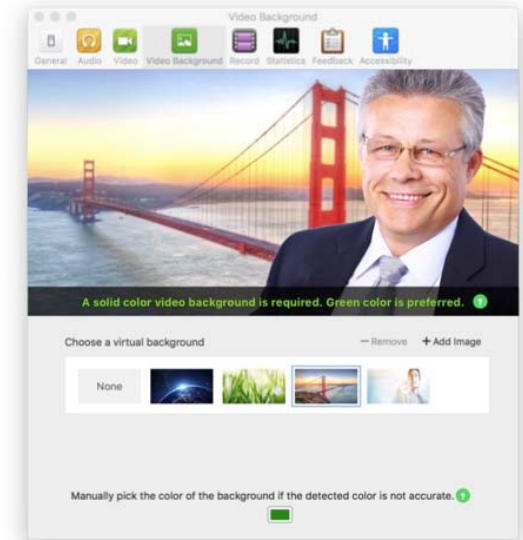 Video Background
General Audio Video Video Background Record Statistics Feedback Accessibility
A solid color video background is required. Green color is preferred. ?
Choose a virtual background − Remove + Add Image
None
Manually pick the color of the background if the detected color is not accurate. ?